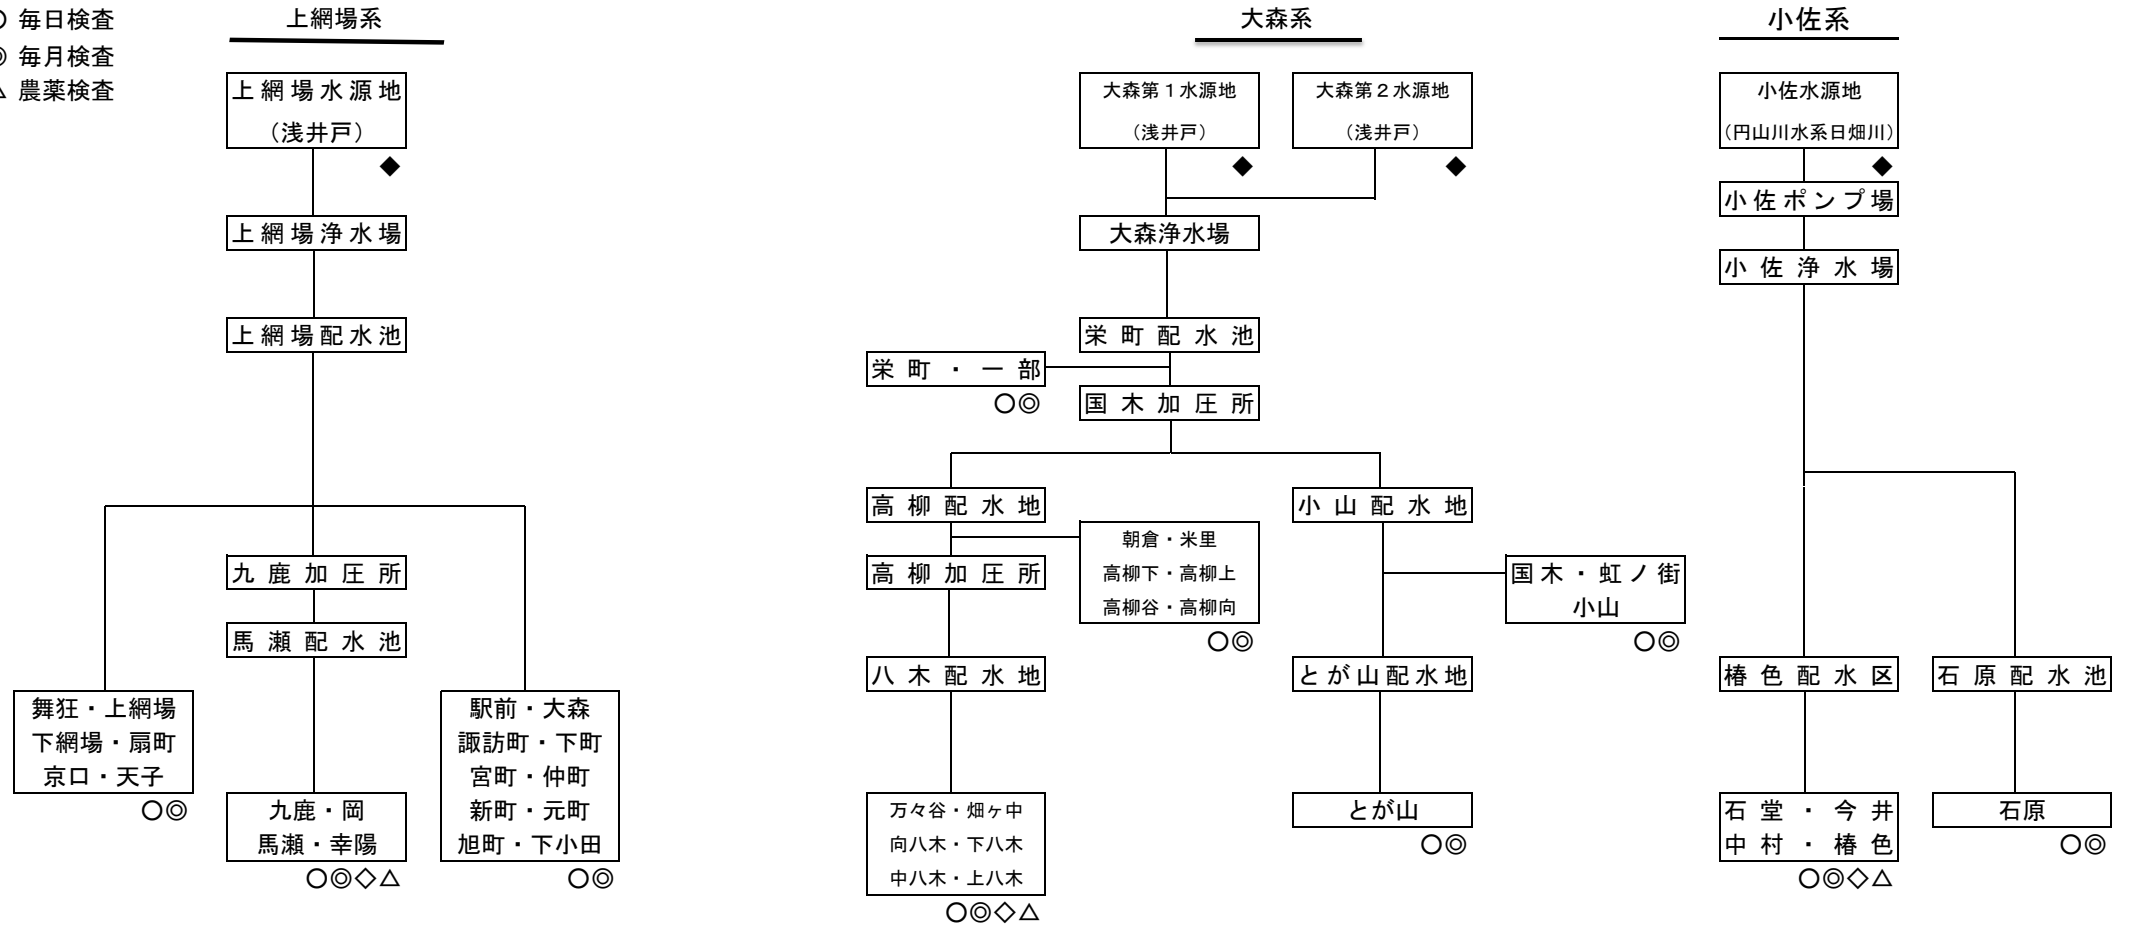 ○ 毎日検査
◎ 毎月検査
△ 農薬検査
上網場系
上網場水源地
（浅井戸）
◆
上網場浄水場
上網場配水池
九鹿加圧所
馬瀬配水池
舞狂・上網場
下網場・扇町
京口・天子
○◎
九鹿・岡
馬瀬・幸陽
○◎◇△
駅前・大森
諏訪町・下町
宮町・仲町
新町・元町
旭町・下小田
○◎
大森系
大森第１水源地
（浅井戸）
◆
大森第２水源地
（浅井戸）
◆
大森浄水場
栄町配水池
栄町・一部
○◎
国木加圧所
高柳配水地
朝倉・米里
高柳下・高柳上
高柳谷・高柳向
○◎
高柳加圧所
八木配水地
万々谷・畑ヶ中
向八木・下八木
中八木・上八木
○◎◇△
小山配水地
国木・虹ノ街
小山
○◎
とが山配水地
とが山
○◎
小佐系
小佐水源地
（円山川水系日畑川）
◆
小佐ポンプ場
小佐浄水場
椿色配水区
石堂・今井
中村・椿色
○◎◇△
石原配水池
石原
○◎